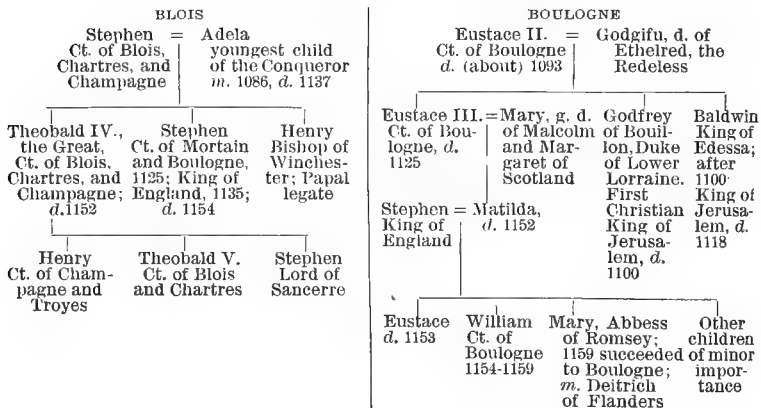 BLOIS
Stephen = Adela
Ct. of Blois, youngest child
Chartres, and of the Conqueror
Champagne m. 1086, d. 1137
Theobald IV.,
the Great,
Ct. of Blois,
Chartres, and
Champagne;
d. 1152
Stephen
Ct. of Mortain
and Boulogne,
1125; King of
England, 1135;
d. 1154
Henry
Bishop of
Winches-
ter; Papal
legate
Henry
Ct. of Cham-
pagne and
Troyes
Theobald V.
Ct. of Blois
and Chartres
Stephen
Lord of
Sancerre
BOULOGNE
Eustace II. = Godgifu, d. of
Ct. of Boulogne Ethelred, the
d. (about) 1093 Redeless
Eustace III. =
Ct. of Bou-
logne, d.
1125
Mary, g. d.
of Malcolm
and Mar-
garet of
Scotland
Godfrey
of Bouil-
lon, Duke
of Lower
Lorraine.
First
Christian
King of
Jerusa-
lem, d.
1100
Baldwin
King of
Edessa;
after
1100
King of
Jerusa-
lem, d.
1118
Stephen = Matilda,
King of d. 1152
England
Eustace
d. 1153
William
Ct. of
Boulogne
1154-1159
Mary, Abbess
of Romsey;
1159 succeeded
to Boulogne;
m. Deitrich
of Flanders
Other
children
of minor
impor-
tance